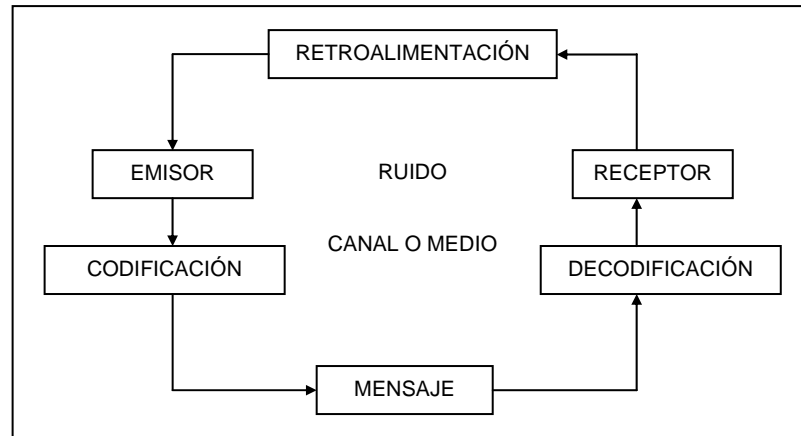 RETROALIMENTACIÓN
EMISOR
RUIDO
RECEPTOR
CANAL O MEDIO
CODIFICACIÓN
DECODIFICACIÓN
MENSAJE